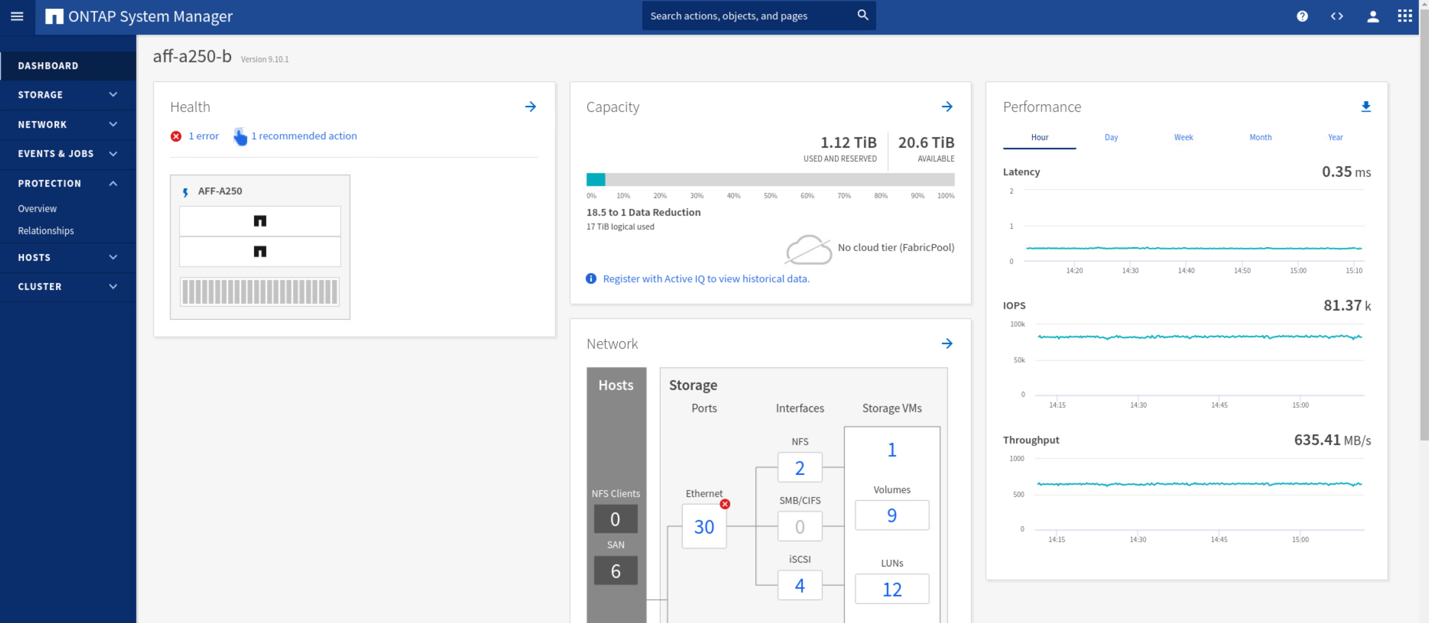 ONTAP System Manager
Search actions, objects, and pages
DASHBOARD
STORAGE
NETWORK
EVENTS & JOBS
PROTECTION
Overview
Relationships
HOSTS
CLUSTER
aff-a250-b Version 9.10.1
Health
1 error 1 recommended action
AFF-A250
Capacity
1.12 TiB 20.6 TiB
USED AND RESERVED AVAILABLE
0% 10% 20% 30% 40% 50% 60% 70% 80% 90% 100%
18.5 to 1 Data Reduction
17 TiB logical used
No cloud tier (FabricPool)
Register with Active IQ to view historical data.
Network
Hosts
NFS Clients
0
SAN
6
Storage
Ports Interfaces Storage VMs
Ethernet
30
NFS
2
SMB/CIFS
0
iSCSI
4
1
Volumes
9
LUNs
12
Performance
Hour Day Week Month Year
Latency 0.35 ms
2
1
0
14:20 14:30 14:40 14:50 15:00 15:10
IOPS 81.37 k
100k
50k
0
14:15 14:30 14:45 15:00
Throughput 635.41 MB/s
1000
500
0
14:15 14:30 14:45 15:00